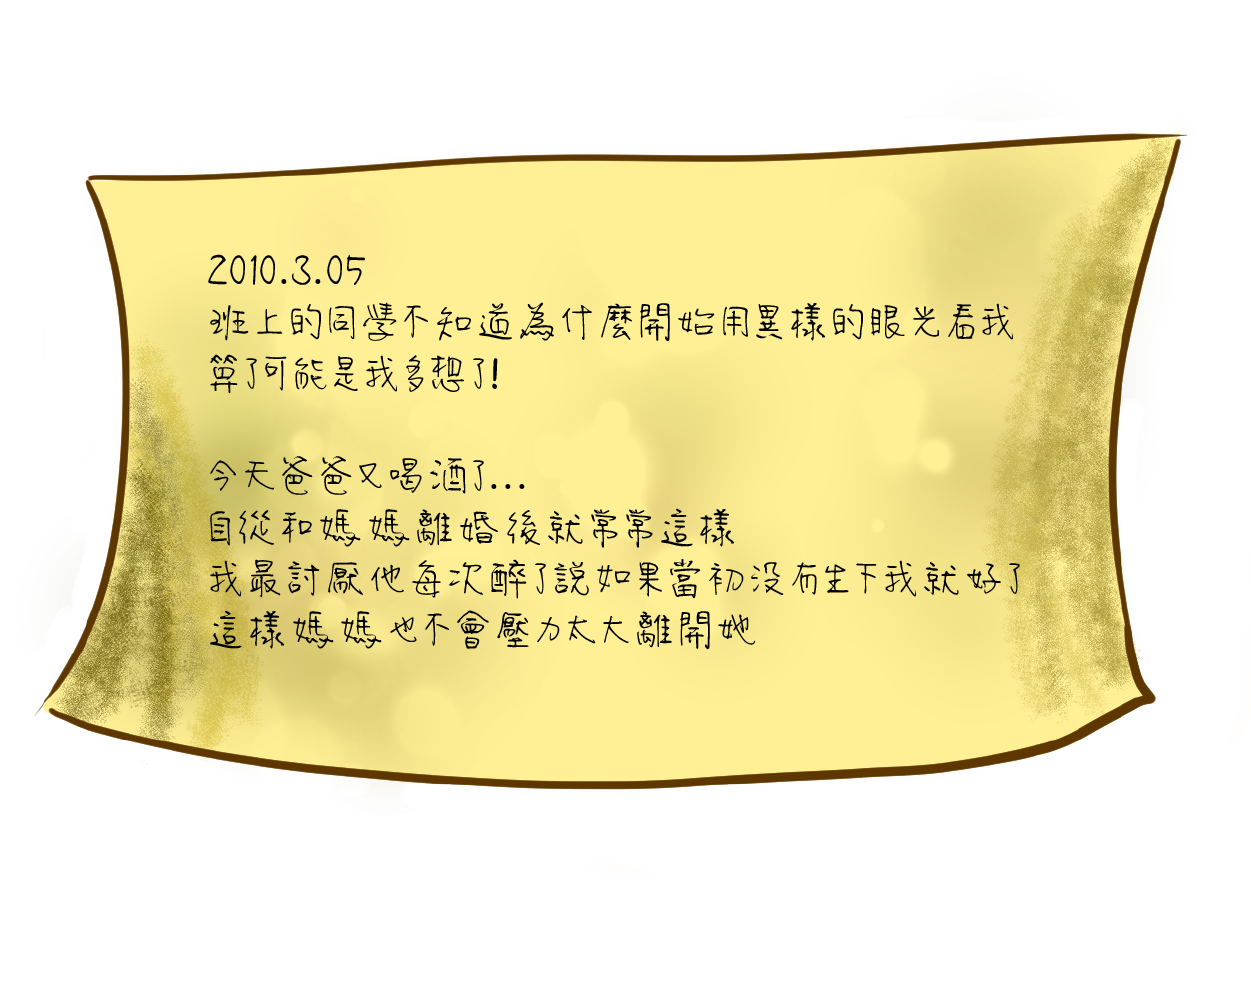 2010.3.05
班上的同學不知道為什麼開始用異樣的眼光看我
算了可能是我多想了!
今天爸爸又喝酒了...
自從和媽媽離婚後就常常這樣
我最討厭他每次醉了說如果當初沒有生下我就好了
這樣媽媽也不會壓力太大離開她